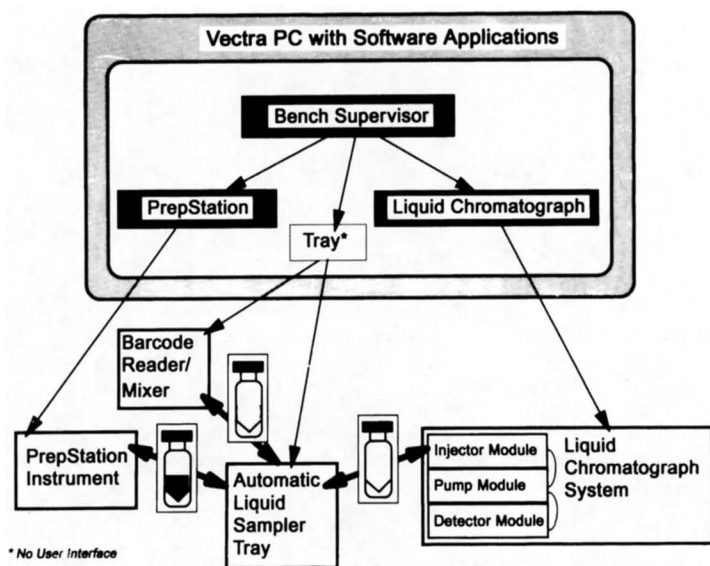 Vectra PC with Software Applications
Bench Supervisor
PrepStation
Liquid Chromatograph
Tray*
Barcode
Reader/
Mixer
PrepStation
Instrument
Automatic
Liquid
Sampler
Tray
Injector Module
Pump Module
Detector Module
Liquid
Chromatograph
System
* No User Interface